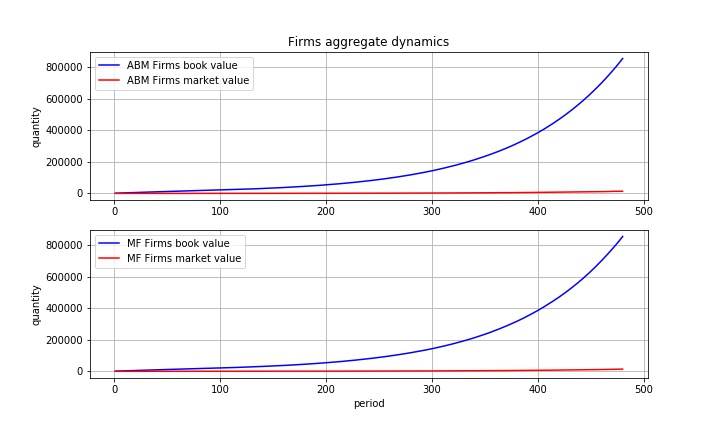 Firms aggregate dynamics
ABM Firms book value
ABM Firms market value
quantity
800000
600000
400000
200000
0
0 100 200 300 400 500
MF Firms book value
MF Firms market value
quantity
800000
600000
400000
200000
0
0 100 200 300 400 500
period